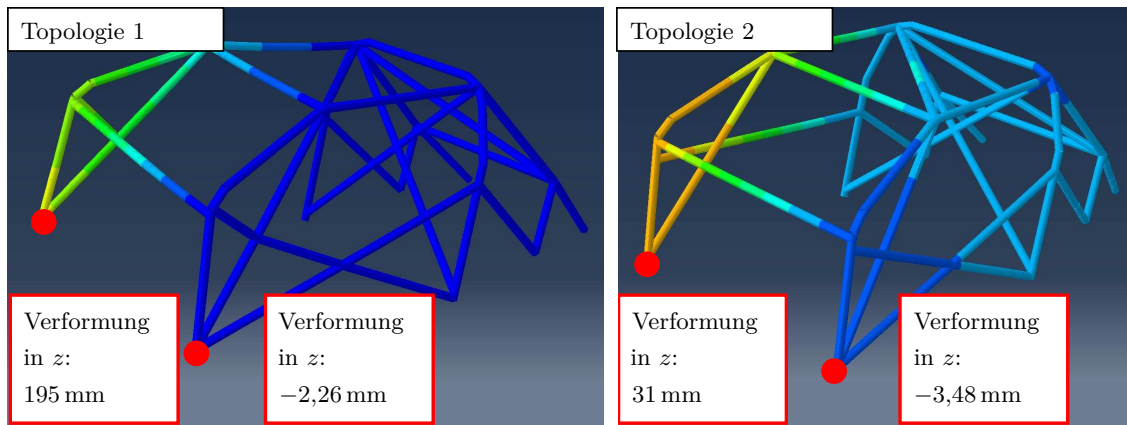 Topologie 1
Verformung
in z:
195 mm
Verformung
in z:
−2,26 mm
Topologie 2
Verformung
in z:
31 mm
Verformung
in z:
−3,48 mm